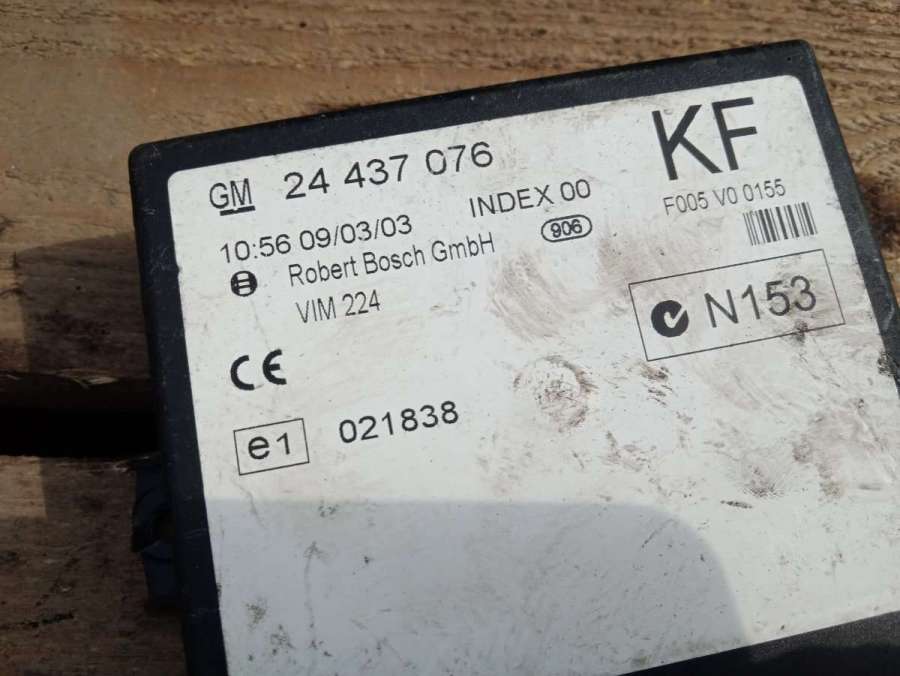 GM 24 437 076
KF
10:56 09/03/03
INDEX 00
F005 V0 0155
Robert Bosch GmbH
906
VIM 224
N153
CE
e1 021838